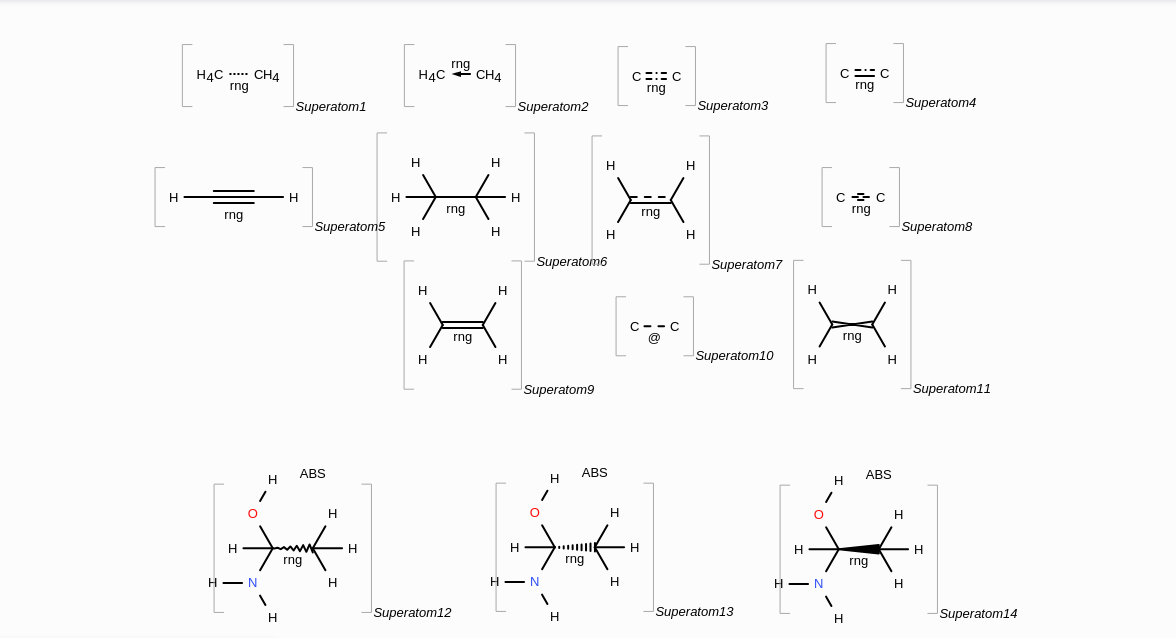 H4C CH4
rng
Superatom1
rng
H4C CH4
Superatom2
C C
rng
Superatom3
C C
rng
Superatom4
H H
rng
Superatom5
H H
H H
rng
H H
Superatom6
H H
rng
H H
Superatom7
C C
rng
Superatom8
H H
rng
H H
Superatom9
C C
@
Superatom10
H H
rng
H H
Superatom11
ABS
H
O H
H H
rng
H N H
H
Superatom12
ABS
H
O H
H H
rng
H N H
H
Superatom13
ABS
H
O H
H H
rng
H N H
H
Superatom14